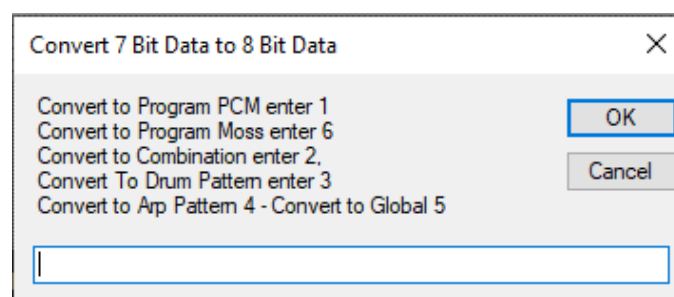 Convert 7 Bit Data to 8 Bit Data
Convert to Program PCM enter 1
Convert to Program Moss enter 6
Convert to Combination enter 2,
Convert To Drum Pattern enter 3
Convert to Arp Pattern 4 - Convert to Global 5
OK
Cancel